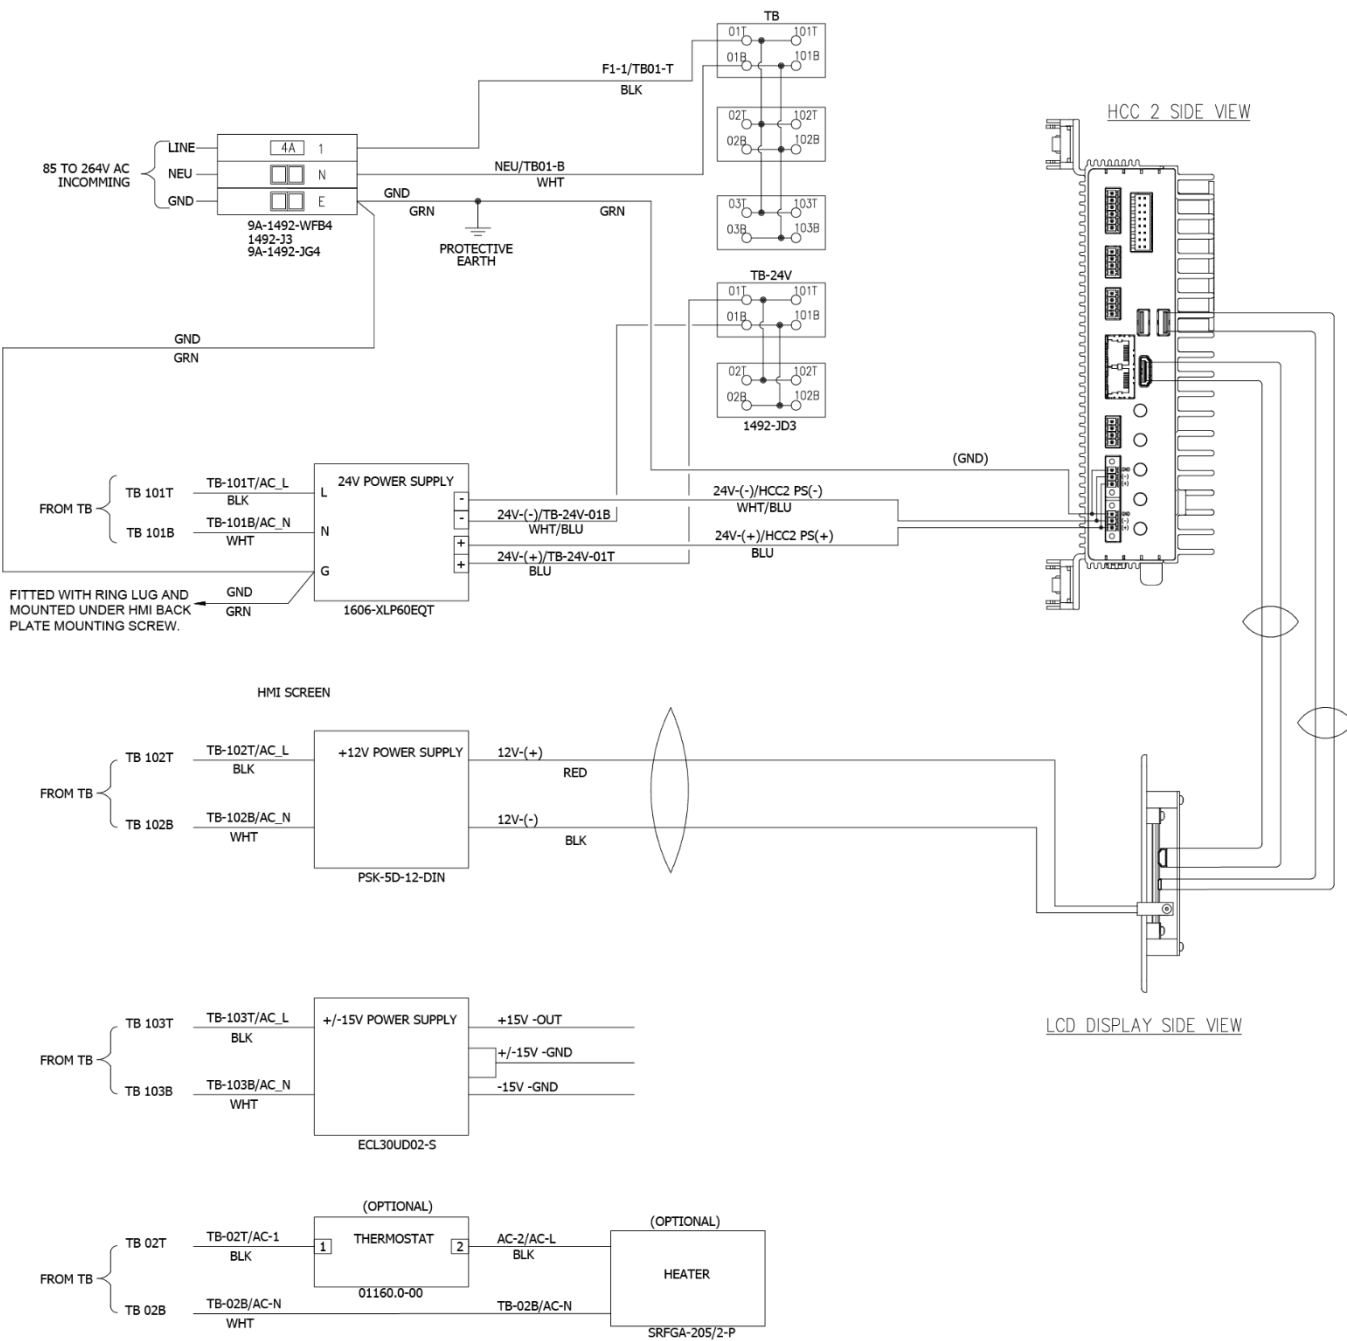 TB
01T 101T
01B 101B
F1-1/TB01-T
BLK
HCC 2 SIDE VIEW
02T 102T
02B 102B
LINE 4A 1
85 TO 264V AC
INCOMMING
NEU N
NEU/TB01-B
WHT
GND E
GND
GRN
GRN
03T 103T
03B 103B
9A-1492-WFB4
1492-J3
9A-1492-JG4
PROTECTIVE
EARTH
TB-24V
01T 101T
01B 101B
GND
GRN
02T 102T
02B 102B
1492-JD3
(GND)
FROM TB
TB 101T
TB-101T/AC_L
BLK
L
24V POWER SUPPLY
-
-
+
+
24V-(-)/HCC2 PS(-)
WHT/BLU
24V-(-)/TB-24V-01B
WHT/BLU
TB 101B
TB-101B/AC_N
WHT
N
24V-(+)/HCC2 PS(+)
BLU
24V-(+)/TB-24V-01T
BLU
GND
(-)
(+)
GND
(-)
(+)
G
FITTED WITH RING LUG AND
MOUNTED UNDER HMI BACK
PLATE MOUNTING SCREW.
GND
GRN
1606-XLP60EQT
HMI SCREEN
FROM TB
TB 102T
TB-102T/AC_L
BLK
+12V POWER SUPPLY
12V-(+)
RED
TB 102B
TB-102B/AC_N
WHT
12V-(-)
BLK
PSK-5D-12-DIN
FROM TB
TB 103T
TB-103T/AC_L
BLK
+/-15V POWER SUPPLY
+15V -OUT
+/-15V -GND
TB 103B
TB-103B/AC_N
WHT
-15V -GND
ECL30UD02-S
LCD DISPLAY SIDE VIEW
(OPTIONAL)
(OPTIONAL)
FROM TB
TB 02T
TB-02T/AC-1
BLK
1 THERMOSTAT 2
AC-2/AC-L
BLK
HEATER
01160.0-00
TB 02B
TB-02B/AC-N
WHT
TB-02B/AC-N
SRFGA-205/2-P